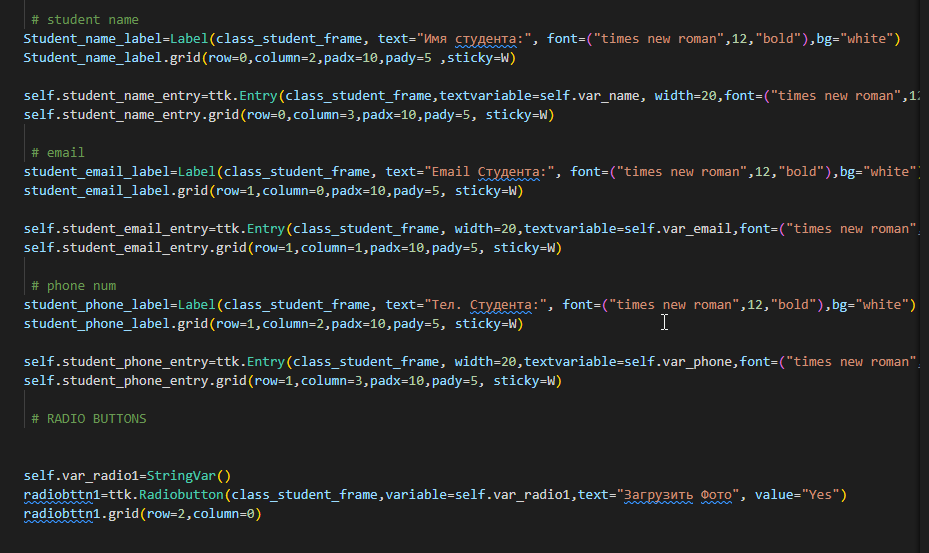 # student name
Student_name_label=Label(class_student_frame, text="Имя студента:", font=("times new roman",12,"bold"),bg="white")
Student_name_label.grid(row=0,column=2,padx=10,pady=5 ,sticky=W)
self.student_name_entry=ttk.Entry(class_student_frame,textvariable=self.var_name, width=20,font=("times new roman",12
self.student_name_entry.grid(row=0,column=3,padx=10,pady=5, sticky=W)
# email
student_email_label=Label(class_student_frame, text="Email Студента:", font=("times new roman",12,"bold"),bg="white")
student_email_label.grid(row=1,column=0,padx=10,pady=5, sticky=W)
self.student_email_entry=ttk.Entry(class_student_frame, width=20,textvariable=self.var_email,font=("times new roman",
self.student_email_entry.grid(row=1,column=1,padx=10,pady=5, sticky=W)
# phone num
student_phone_label=Label(class_student_frame, text="Тел. Студента:", font=("times new roman",12,"bold"),bg="white")
student_phone_label.grid(row=1,column=2,padx=10,pady=5, sticky=W)
self.student_phone_entry=ttk.Entry(class_student_frame, width=20,textvariable=self.var_phone,font=("times new roman",
self.student_phone_entry.grid(row=1,column=3,padx=10,pady=5, sticky=W)
# RADIO BUTTONS
self.var_radio1=StringVar()
radiobttn1=ttk.Radiobutton(class_student_frame,variable=self.var_radio1,text="Загрузить Фото", value="Yes")
radiobttn1.grid(row=2,column=0)